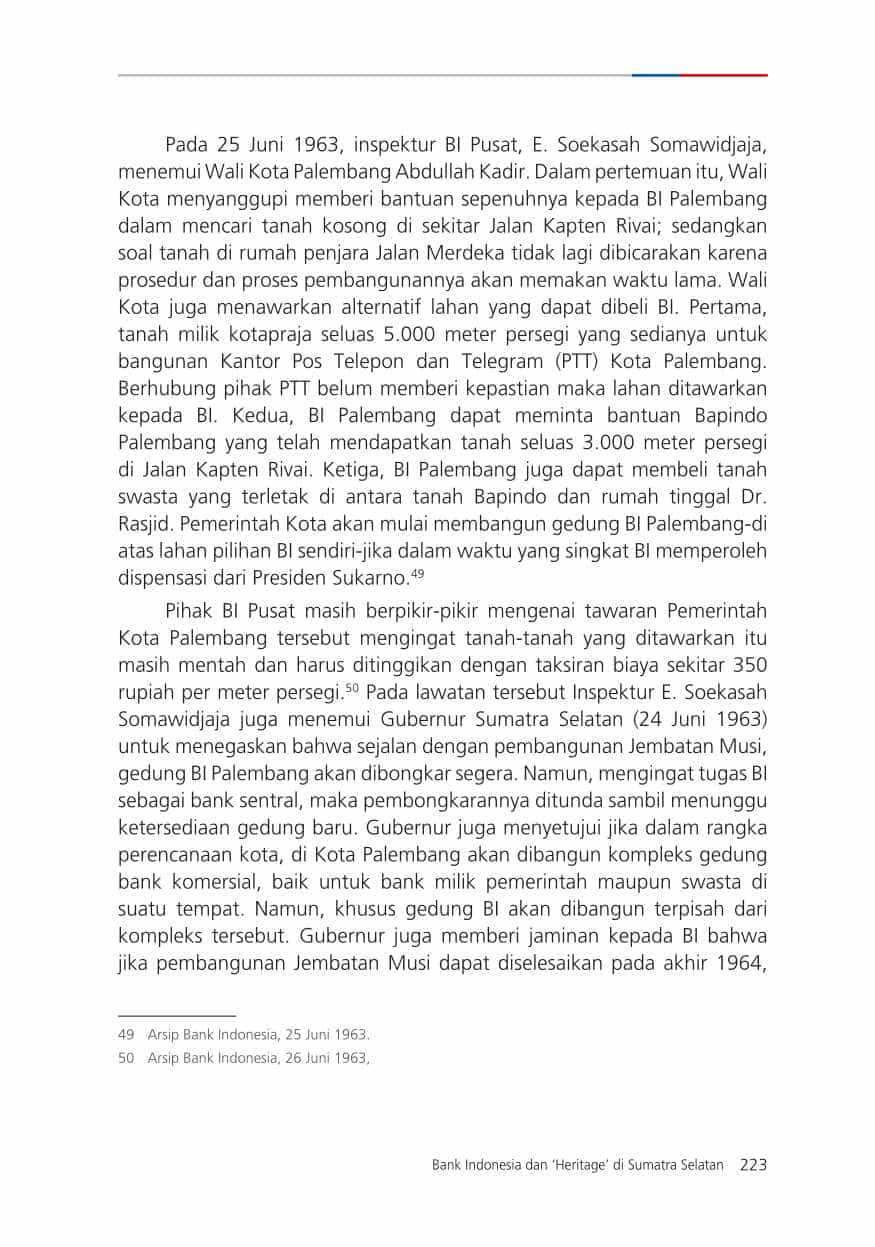 Pada 25 Juni 1963, inspektur BI Pusat, E. Soekasah Somawidjaja,
menemui Wali Kota Palembang Abdullah Kadir. Dalam pertemuan itu, Wali
Kota menyanggupi memberi bantuan sepenuhnya kepada BI Palembang
dalam mencari tanah kosong di sekitar Jalan Kapten Rivai; sedangkan
soal tanah di rumah penjara Jalan Merdeka tidak lagi dibicarakan karena
prosedur dan proses pembangunannya akan memakan waktu lama. Wali
Kota juga menawarkan alternatif lahan yang dapat dibeli BI. Pertama,
tanah milik kotapraja seluas 5.000 meter persegi yang sedianya untuk
bangunan Kantor Pos Telepon dan Telegram (PTT) Kota Palembang.
Berhubung pihak PTT belum memberi kepastian maka lahan ditawarkan
kepada BI. Kedua, BI Palembang dapat meminta bantuan Bapindo
Palembang yang telah mendapatkan tanah seluas 3.000 meter persegi
di Jalan Kapten Rivai. Ketiga, BI Palembang juga dapat membeli tanah
swasta yang terletak di antara tanah Bapindo dan rumah tinggal Dr.
Rasjid. Pemerintah Kota akan mulai membangun gedung BI Palembang-di
atas lahan pilihan BI sendiri-jika dalam waktu yang singkat BI memperoleh
dispensasi dari Presiden Sukarno.49
Pihak BI Pusat masih berpikir-pikir mengenai tawaran Pemerintah
Kota Palembang tersebut mengingat tanah-tanah yang ditawarkan itu
masih mentah dan harus ditinggikan dengan taksiran biaya sekitar 350
rupiah per meter persegi.50 Pada lawatan tersebut Inspektur E. Soekasah
Somawidjaja juga menemui Gubernur Sumatra Selatan (24 Juni 1963)
untuk menegaskan bahwa sejalan dengan pembangunan Jembatan Musi,
gedung BI Palembang akan dibongkar segera. Namun, mengingat tugas BI
sebagai bank sentral, maka pembongkarannya ditunda sambil menunggu
ketersediaan gedung baru. Gubernur juga menyetujui jika dalam rangka
perencanaan kota, di Kota Palembang akan dibangun kompleks gedung
bank komersial, baik untuk bank milik pemerintah maupun swasta di
suatu tempat. Namun, khusus gedung BI akan dibangun terpisah dari
kompleks tersebut. Gubernur juga memberi jaminan kepada BI bahwa
jika pembangunan Jembatan Musi dapat diselesaikan pada akhir 1964,
49 Arsip Bank Indonesia, 25 Juni 1963.
50 Arsip Bank Indonesia, 26 Juni 1963,
Bank Indonesia dan ‘Heritage’ di Sumatra Selatan 223